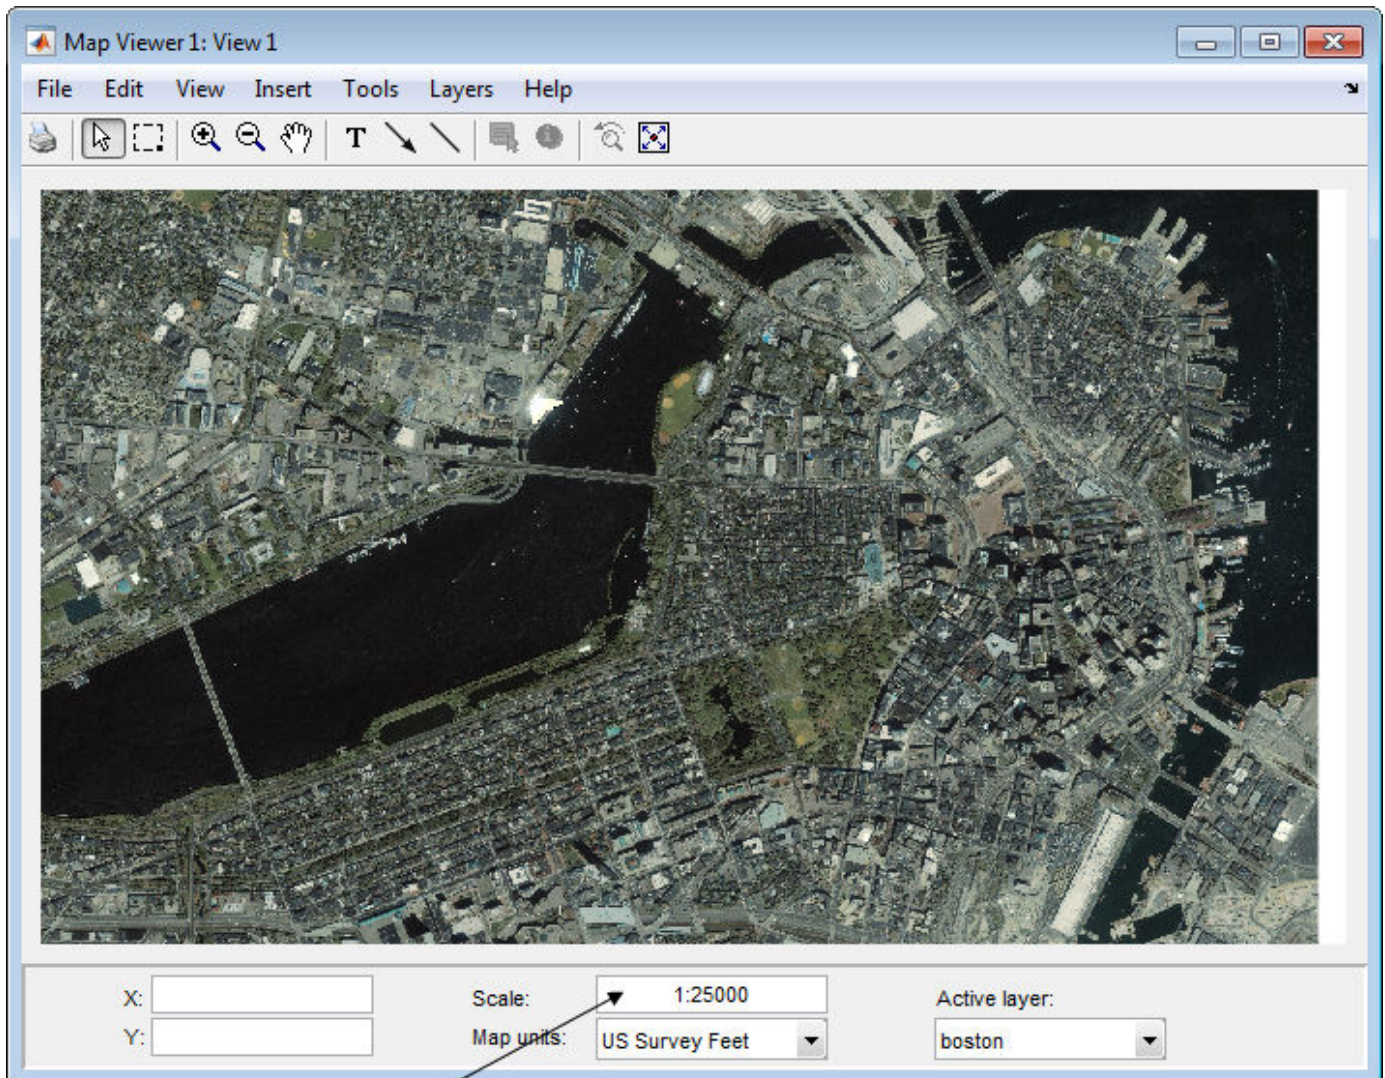 Map Viewer 1: View 1
File Edit View Insert Tools Layers Help
T
X:
Scale: 1:25000
Active layer:
Y:
Map units: US Survey Feet
boston